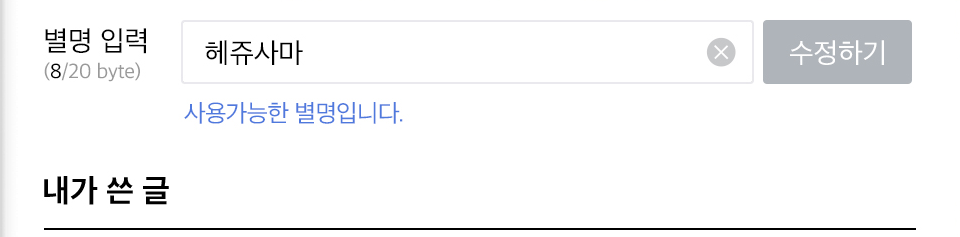 별명 입력
(8/20 byte)
헤쥬사마
수정하기
사용가능한 별명입니다.
내가 쓴 글